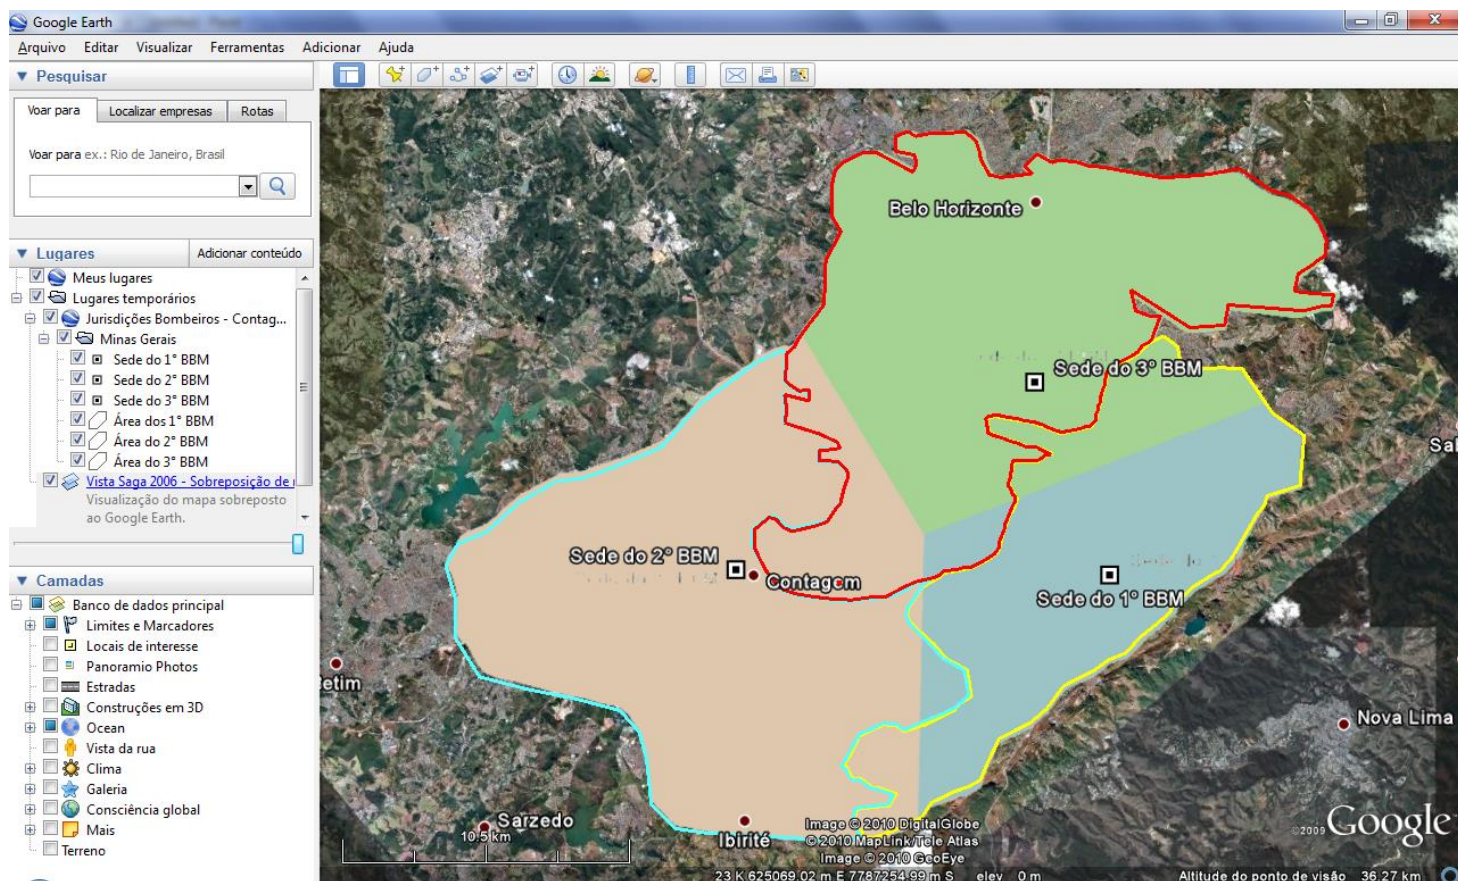 Google Earth
Arquivo Editar Visualizar Ferramentas Adicionar Ajuda
Pesquisar
Voar para Localizar empresas Rotas
Voar para ex.: Rio de Janeiro, Brasil
Lugares Adicionar conteúdo
Meus lugares
Lugares temporários
Jurisdições Bombeiros - Contag...
Minas Gerais
Sede do 1° BBM
Sede do 2° BBM
Sede do 3° BBM
Área dos 1° BBM
Área do 2° BBM
Área do 3° BBM
Vista Saga 2006 - Sobreposição de
Visualização do mapa sobreposto
ao Google Earth.
Camadas
Banco de dados principal
Limites e Marcadores
Locais de interesse
Panoramio Photos
Estradas
Construções em 3D
Ocean
Vista da rua
Clima
Galeria
Consciência global
Mais
Terreno
Belo Horizonte
Sede do 3° BBM
Sal
Sede do 2° BBM
Contagem
Sede do 1° BBM
etim
Nova Lima
Sarzedo
10.5 km
Ibirité
Image © 2010 DigitalGlobe
© 2010 MapLink/Tele Atlas
Image © 2010 GeoEye
©2009 Google
23 K 625069.02 m E 7787254.99 m S elev 0 m
Altitude do ponto de visão 36.27 km